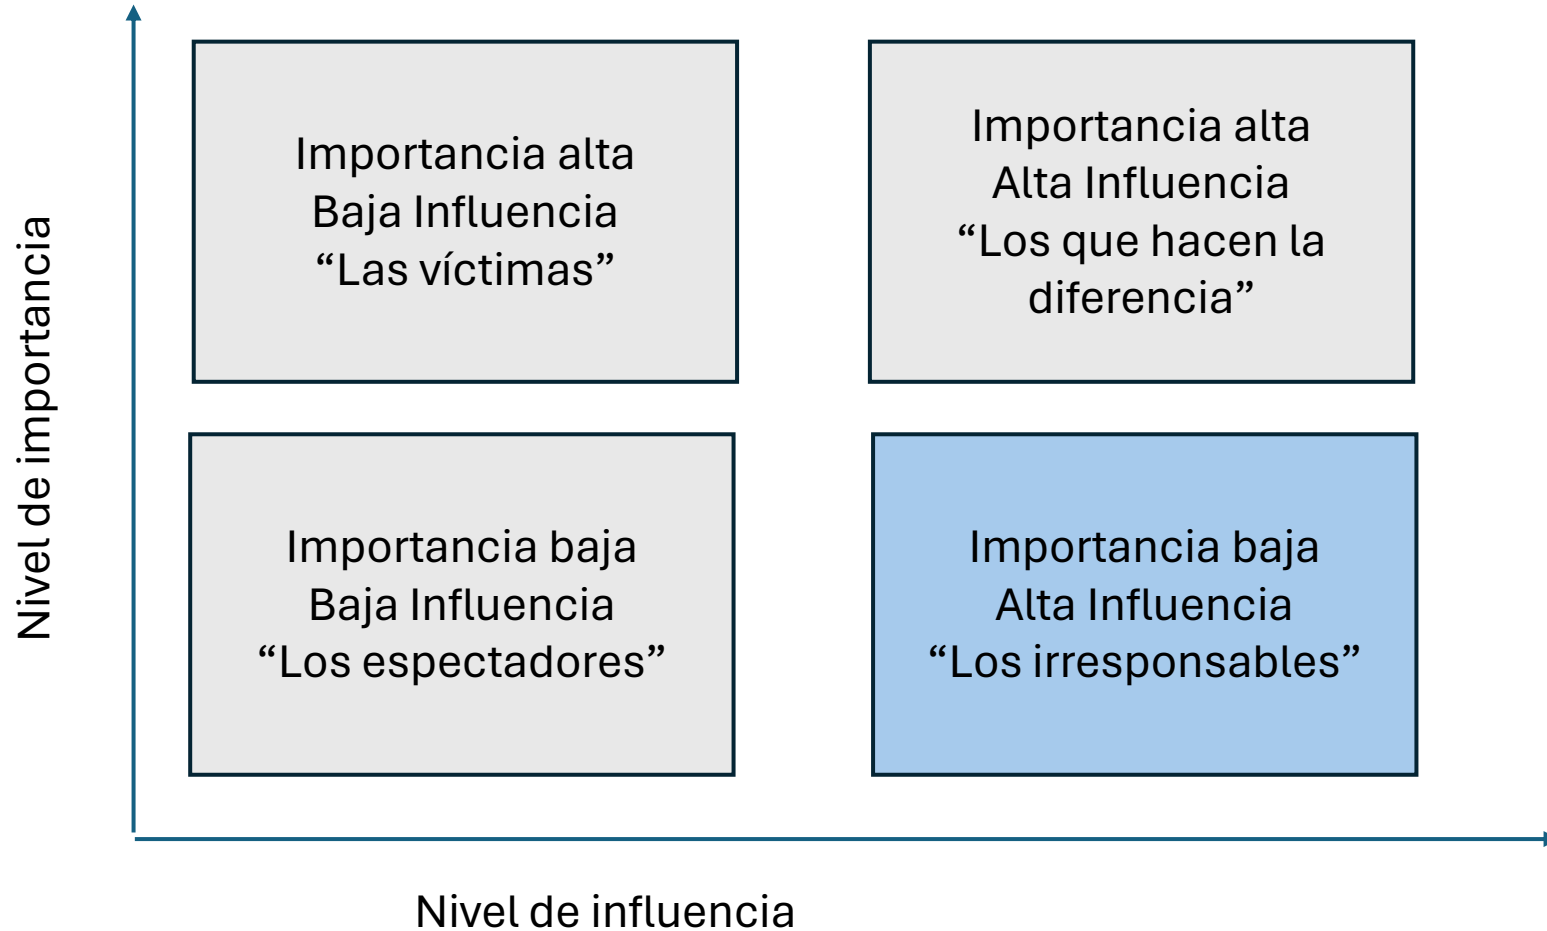 Nivel de importancia
Importancia alta
Baja Influencia
“Las víctimas”
Importancia alta
Alta Influencia
“Los que hacen la
diferencia”
Importancia baja
Baja Influencia
“Los espectadores”
Importancia baja
Alta Influencia
“Los irresponsables”
Nivel de influencia